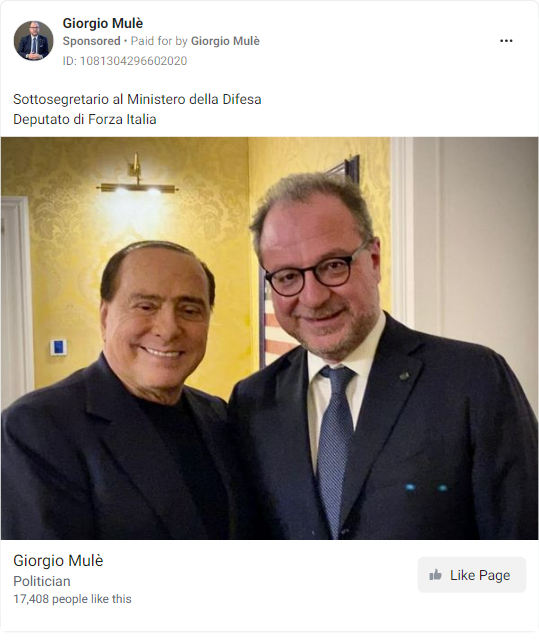 Giorgio Mulè
Sponsored • Paid for by Giorgio Mulè
ID: 1081304296602020
Sottosegretario al Ministero della Difesa
Deputato di Forza Italia
Giorgio Mulè
Politician
17,408 people like this
Like Page